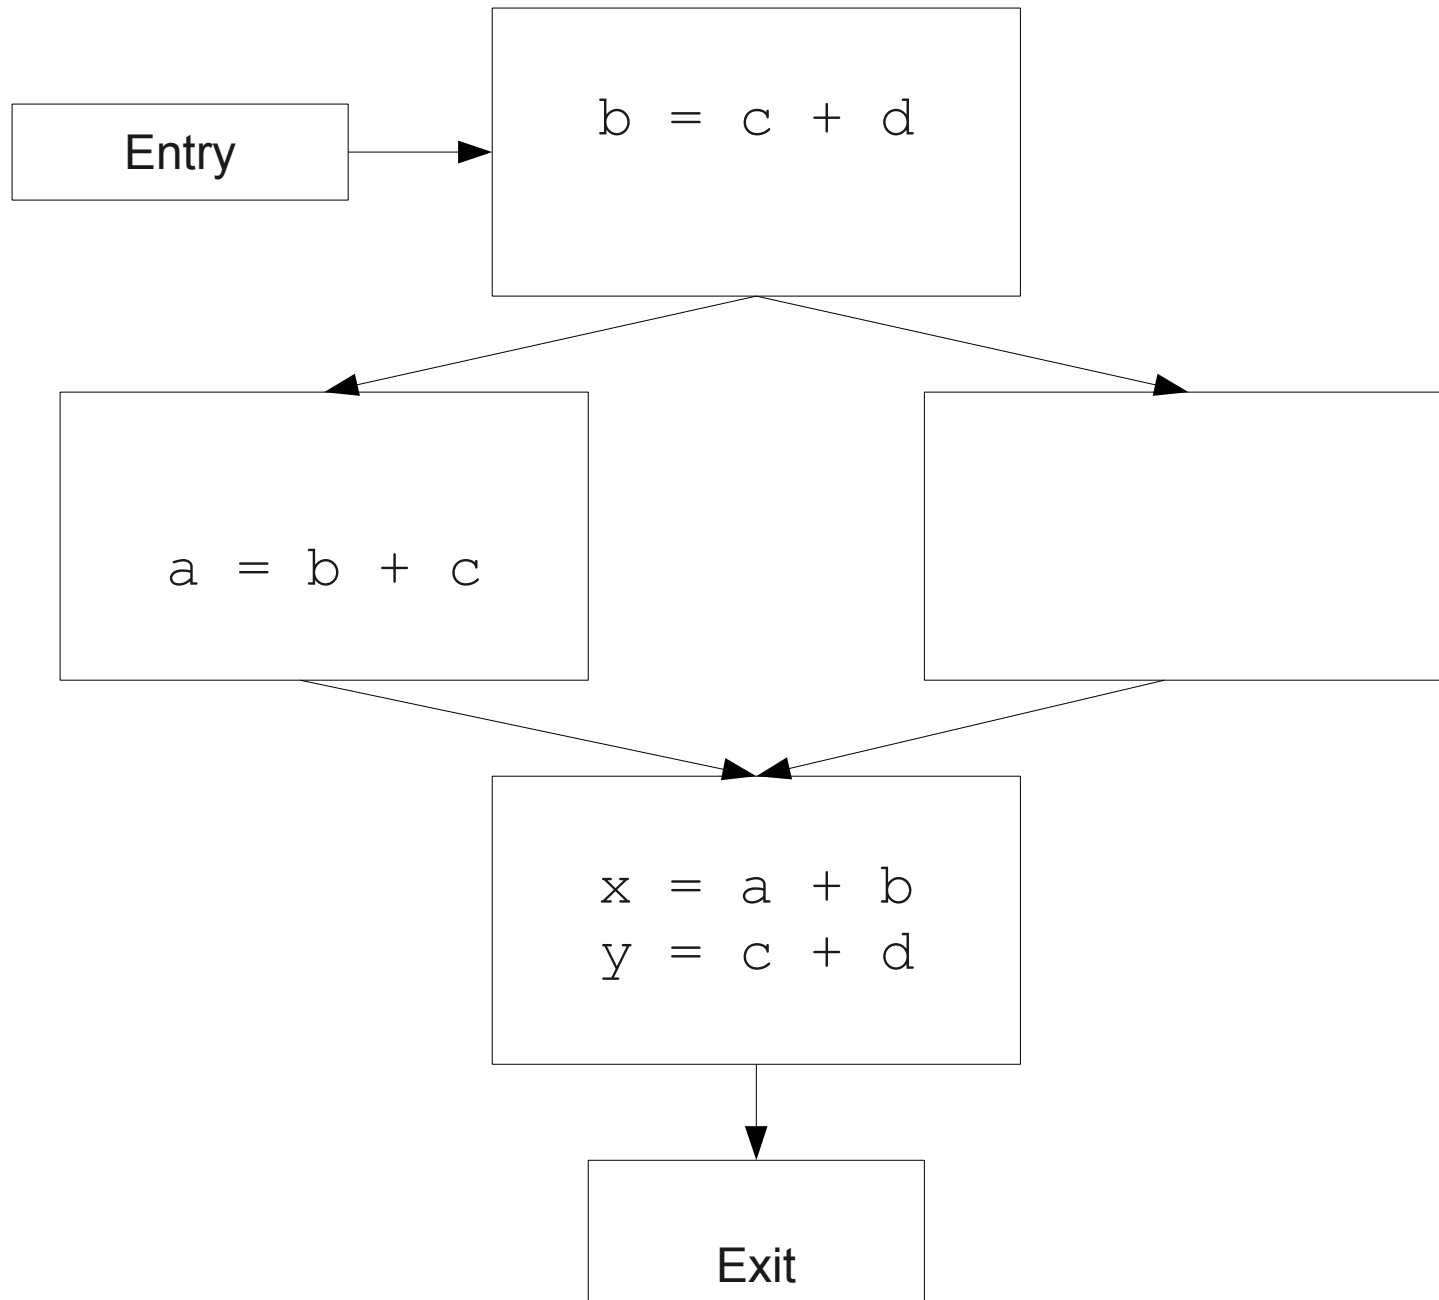 Entry
b = c + d
a = b + c
x = a + b
y = c + d
Exit